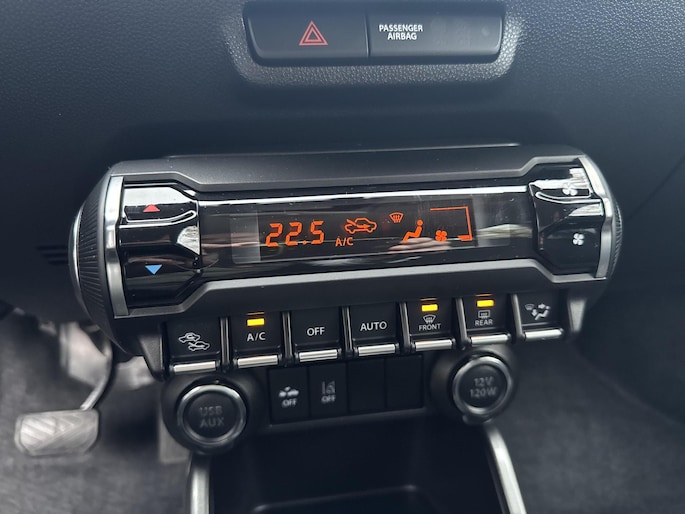 PASSENGER
AIRBAG
22.5
A/C
A/C
OFF
AUTO
FRONT
REAR
OFF
OFF
USB
AUX
12V
120W